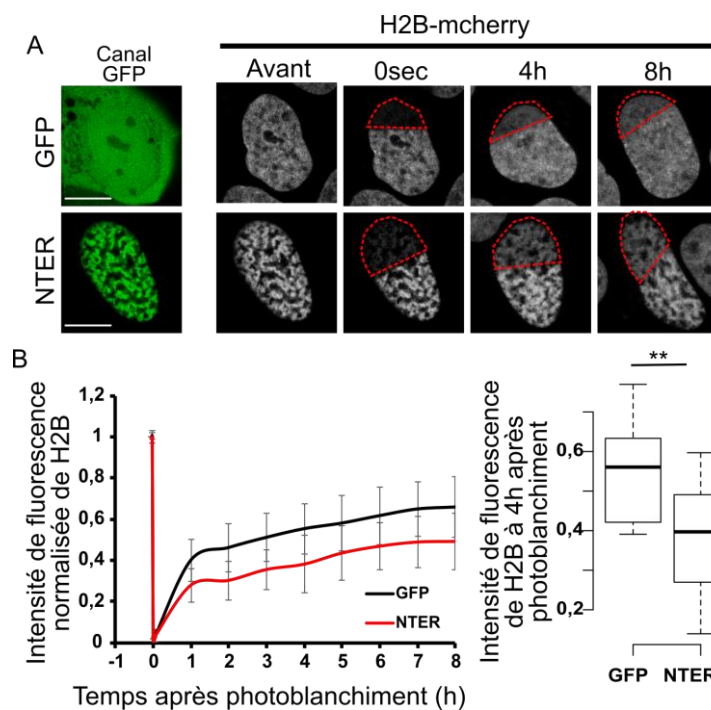 A
H2B-mcherry
Canal
GFP
Avant
0sec
4h
8h
GFP
NTER
B
Intensité de fluorescence
normalisée de H2B
1,2
1
0,8
0,6
0,4
0,2
0
-1 0 1 2 3 4 5 6 7 8
GFP
NTER
Temps après photoblanchiment (h)
Intensité de fluorescence
de H2B à 4h après
photoblanchiment
**
0,6
0,4
0,2
GFP NTER